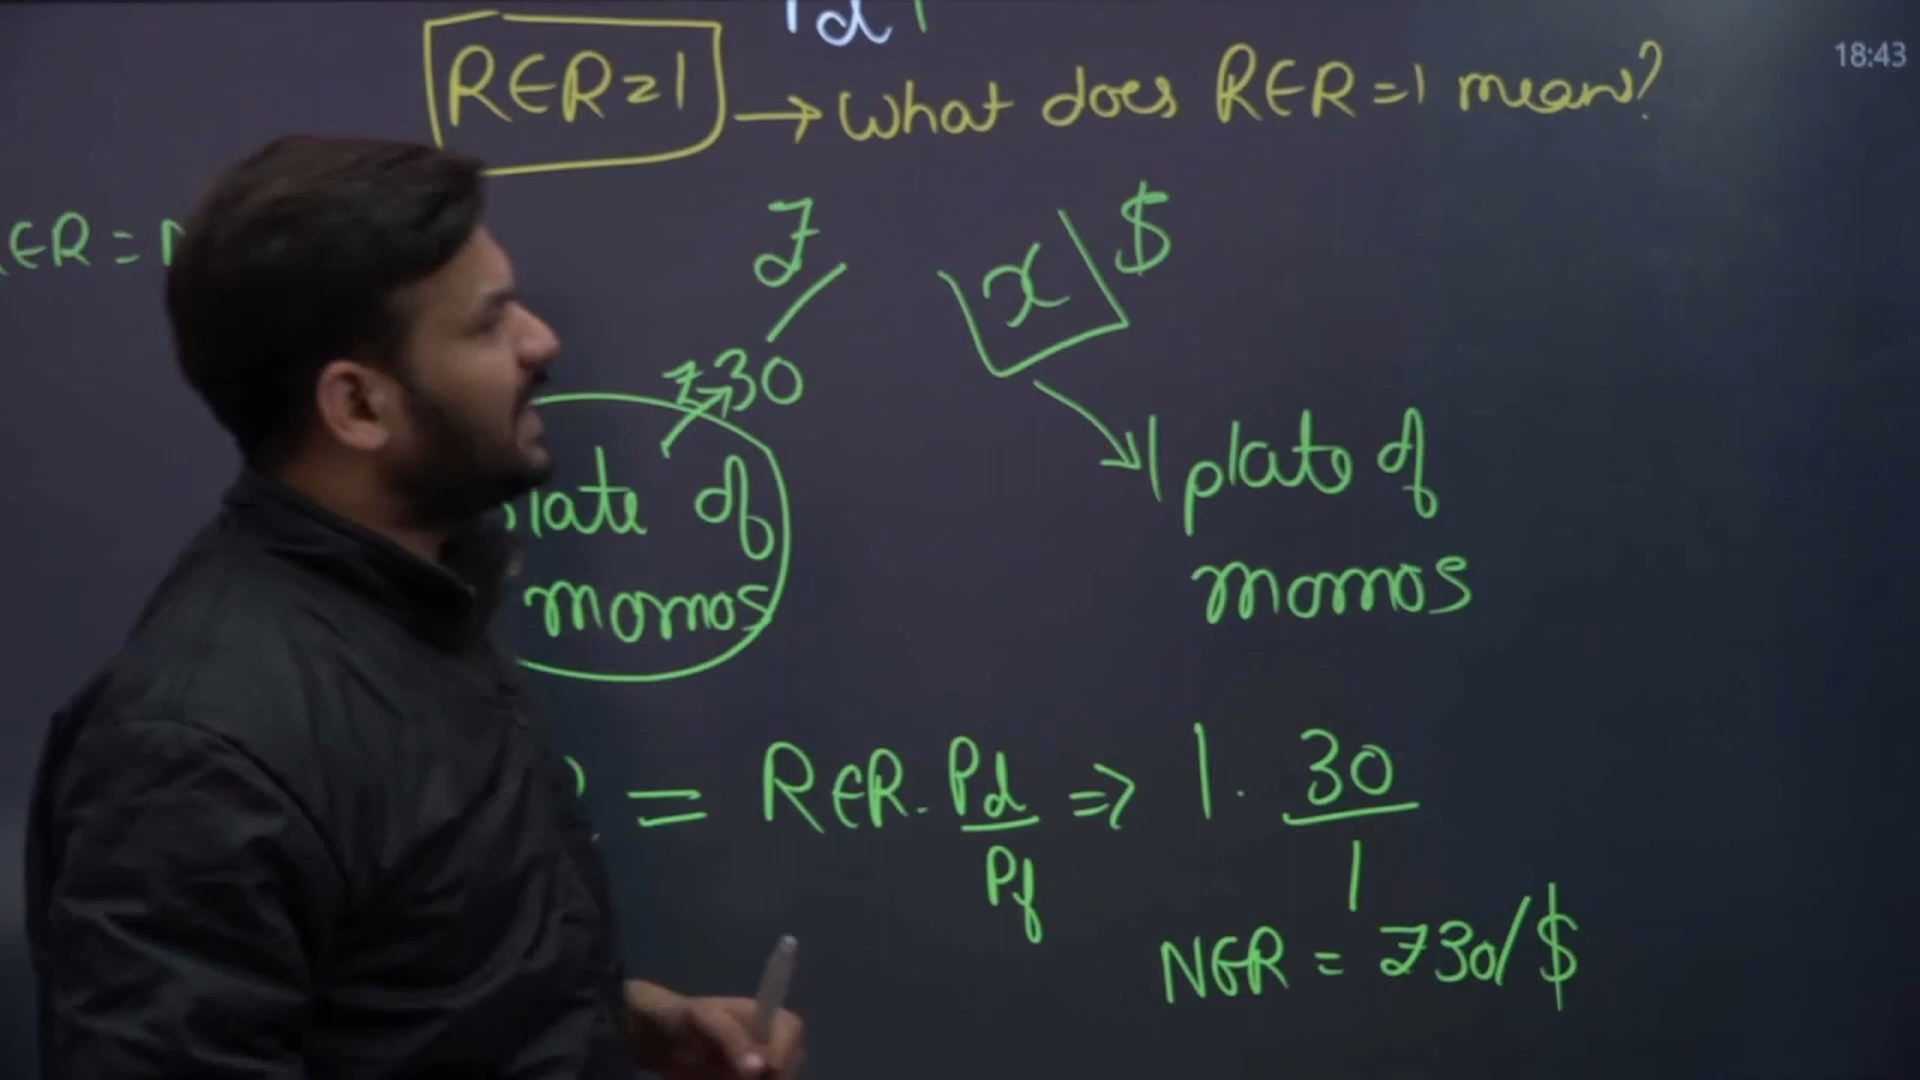 18:43
RER=1 → What does RER=1 mean?
ER =
₹
x $
₹30
1 plate of
momos
late of
momos
= RER. Pd/Pf ⇒ 1. 30/1
NER = ₹30/$